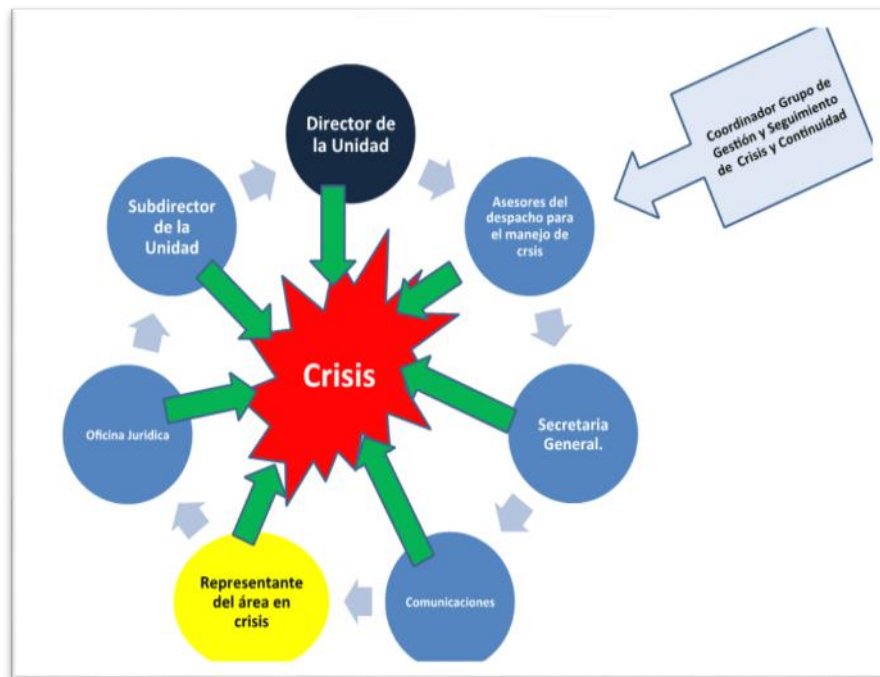 Director de
la Unidad
Coordinador Grupo de
Gestión y Seguimiento
de Crisis y Continuidad
Asesores del
despacho para
el manejo de
crsis
Subdirector
de la
Unidad
Crisis
Secretaria
General.
Oficina Juridica
Comunicaciones
Representante
del área en
crisis